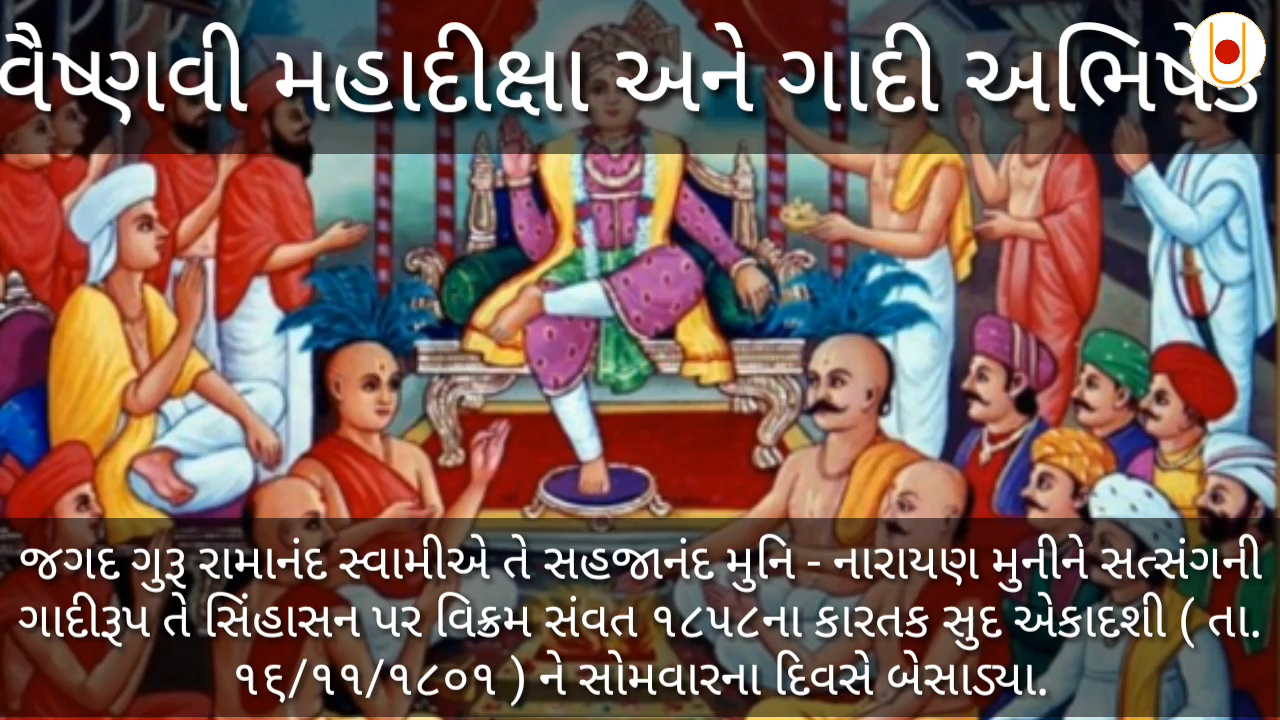 વૈષ્ણવી મહાદીક્ષા અને ગાદી અભિષેક
જગદ ગુરૂ રામાનંદ સ્વામીએ તે સહજાનંદ મુનિ - નારાયણ મુનીને સત્સંગની
ગાદીરૂપ તે સિંહાસન પર વિક્રમ સંવત ૧૮૫૮ના કારતક સુદ એકાદશી ( તા.
૧૬/૧૧/૧૮૦૧ ) ને સોમવારના દિવસે બેસાડ્યા.